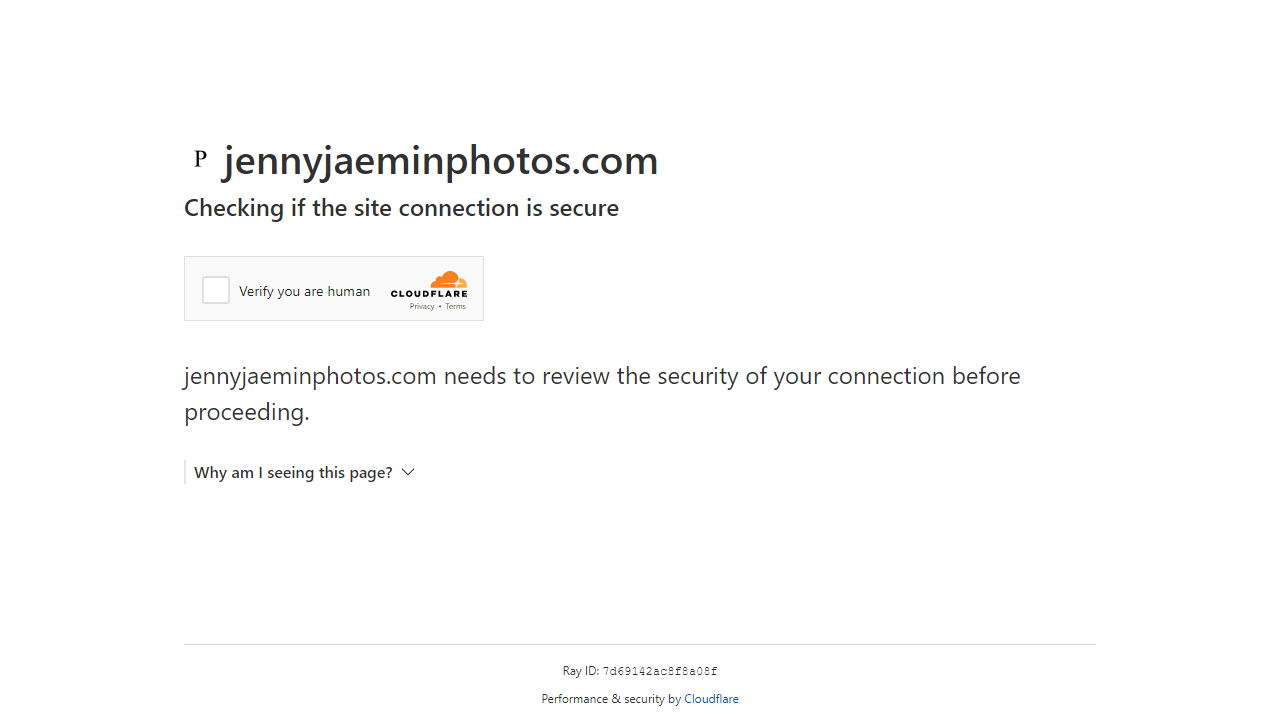 P jennyjaeminphotos.com
Checking if the site connection is secure
Verify you are human
CLOUDFLARE
Privacy • Terms
jennyjaeminphotos.com needs to review the security of your connection before
proceeding.
Why am I seeing this page?
Ray ID: 7d69142ac8f8a08f
Performance & security by Cloudflare